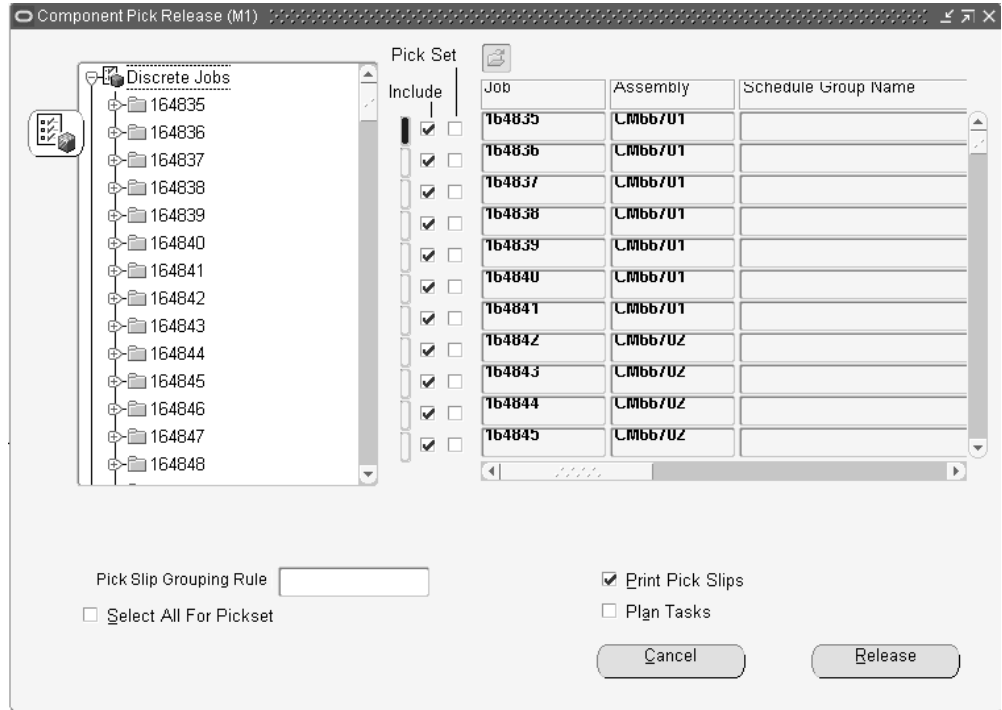 Component Pick Release (M1)
Discrete Jobs
164835
164836
164837
164838
164839
164840
164841
164842
164843
164844
164845
164846
164847
164848
Pick Set
Include
Job Assembly Schedule Group Name
164835 CM66701
164836 CM66701
164837 CM66701
164838 CM66701
164839 CM66701
164840 CM66701
164841 CM66701
164842 CM66702
164843 CM66702
164844 CM66702
164845 CM66702
Pick Slip Grouping Rule
Select All For Pickset
Print Pick Slips
Plan Tasks
Cancel
Release